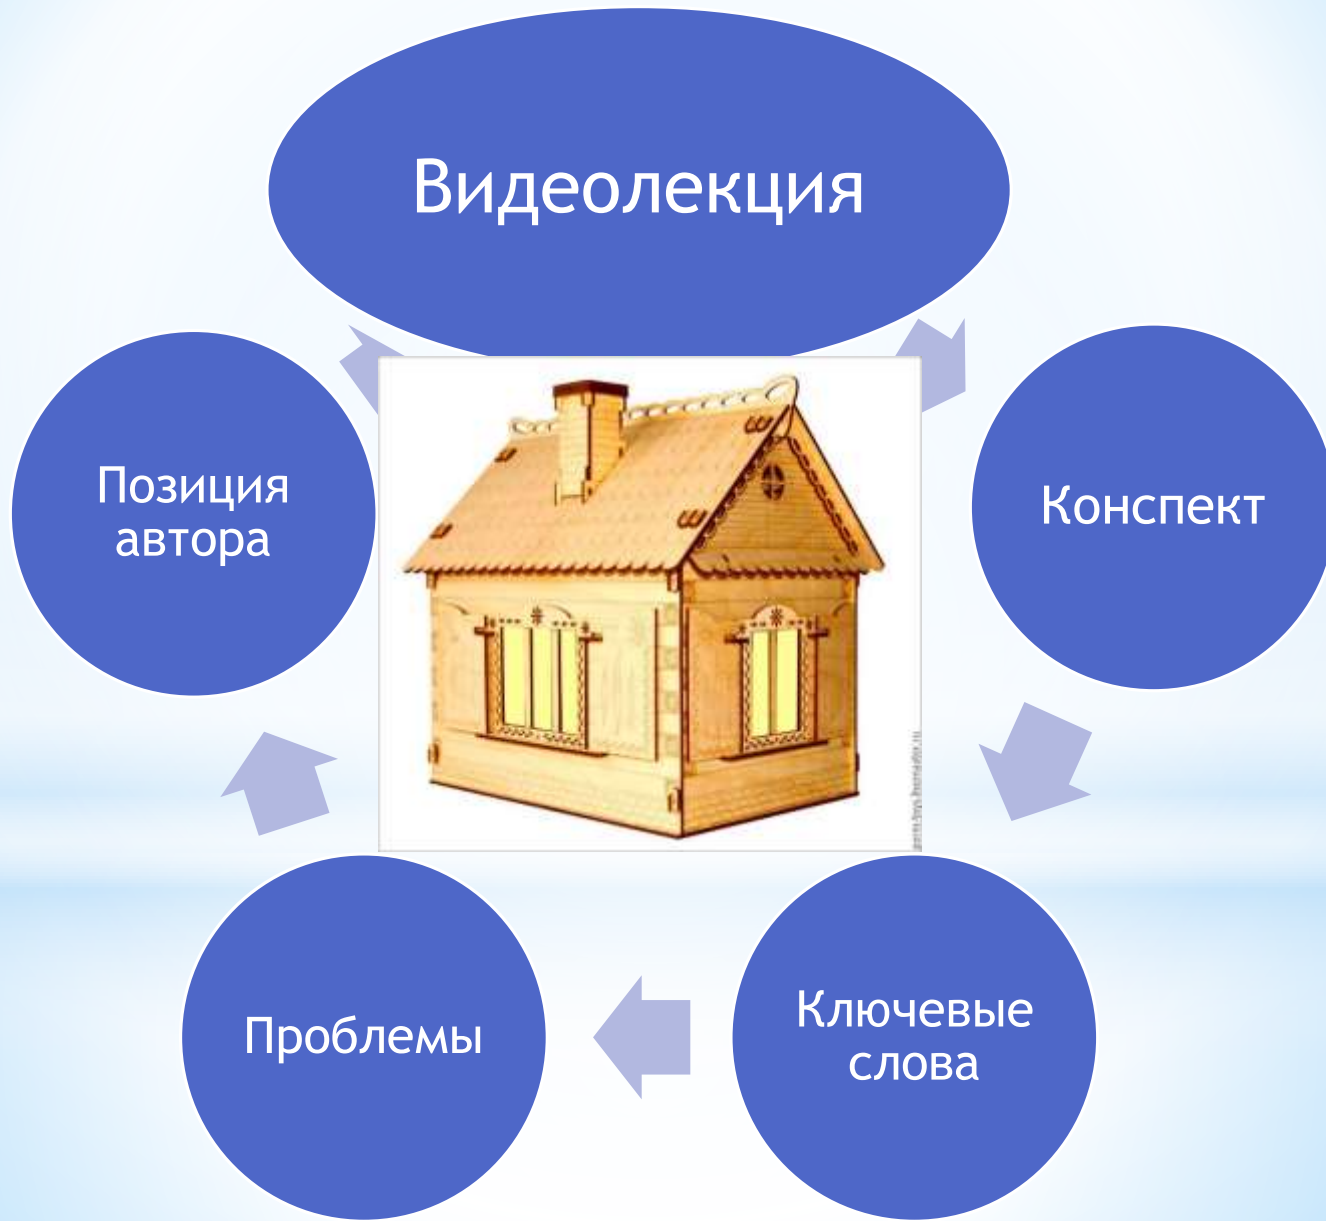 Видеолекция
Позиция
автора
Конспект
Проблемы
Ключевые
слова